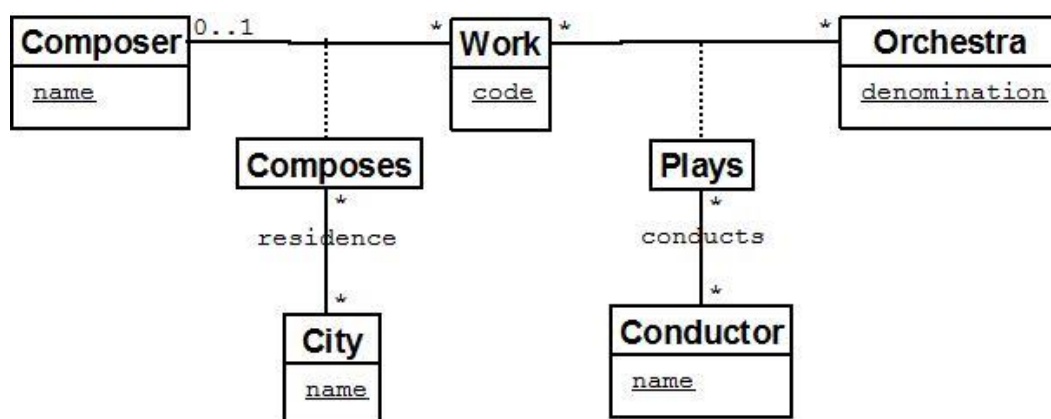 Composer 0..1 * Work * * Orchestra
name code denomination
Composes Plays
* *
residence conducts
* *
City Conductor
name name